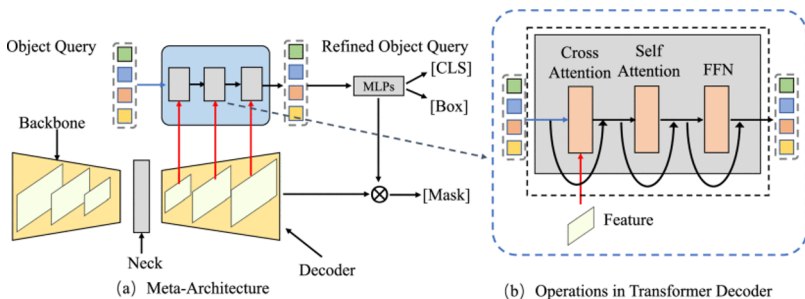 Object Query
Refined Object Query
[CLS]
MLPs
[Box]
Backbone
[Mask]
Neck
Decoder
(a) Meta-Architecture
Cross
Attention
Self
Attention
FFN
Feature
(b) Operations in Transformer Decoder